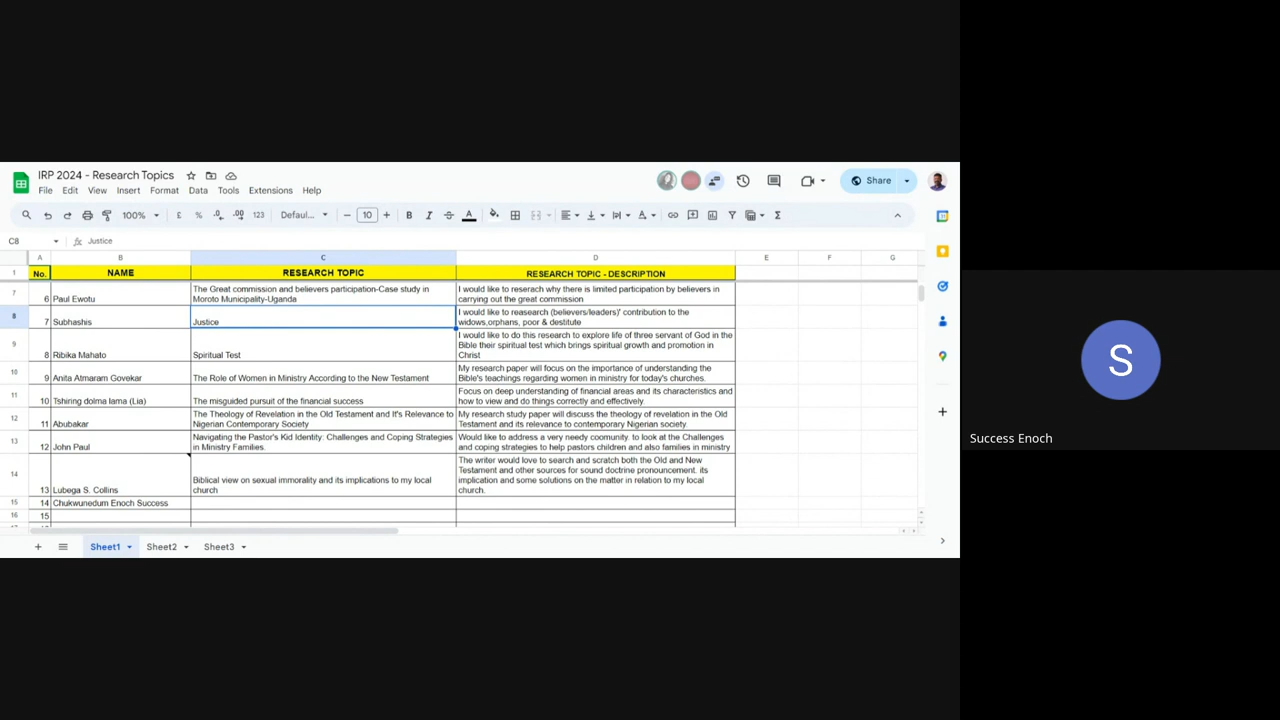 IRP 2024 - Research Topics
File Edit View Insert Format Data Tools Extensions Help
Share
100% £ % .0 .00 123 Defaul... 10 B I A
C8 Justice
A B C D E F G
1 No. NAME RESEARCH TOPIC RESEARCH TOPIC - DESCRIPTION
7 6 Paul Ewotu
The Great commission and believers participation-Case study in
Moroto Municipality-Uganda
I would like to reserach why there is limited participation by believers in
carrying out the great commission
8 7 Subhashis
Justice
I would like to reasearch (believers/leaders)' contribution to the
widows,orphans, poor & destitute
9 8 Ribika Mahato
Spiritual Test
I would like to do this research to explore life of three servant of God in the
Bible their spiritual test which brings spiritual growth and promotion in
Christ
10 9 Anita Atmaram Govekar
The Role of Women in Ministry According to the New Testament
My research paper will focus on the importance of understanding the
Bible's teachings regarding women in ministry for today's churches.
11 10 Tshiring dolma lama (Lia)
The misguided pursuit of the financial success
Focus on deep understanding of financial areas and its characteristics and
how to view and do things correctly and effectively.
12 11 Abubakar
The Theology of Revelation in the Old Testament and It's Relevance to
Nigerian Contemporary Society
My research study paper will discuss the theology of revelation in the Old
Testament and its relevance to contemporary Nigerian society
13 12 John Paul
Navigating the Pastor's Kid Identity: Challenges and Coping Strategies
in Ministry Families.
Would like to address a very needy coomunity. to look at the Challenges
and coping strategies to help pastors children and also families in ministry
14 13 Lubega S. Collins
Biblical view on sexual immorality and its implications to my local
church
The writer would love to search and scratch both the Old and New
Testament and other sources for sound doctrine pronouncement. its
implication and some solutions on the matter in relation to my local
church.
15 14 Chukwunedum Enoch Success
16 15
Sheet1 Sheet2 Sheet3
S
Success Enoch